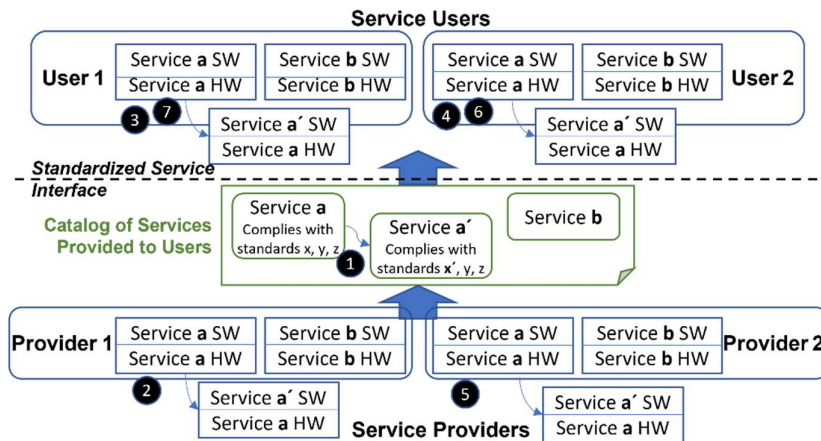 Service Users
User 1
Service a SW
Service a HW
Service b SW
Service b HW
3
7
Service a´ SW
Service a HW
Service a SW
Service a HW
Service b SW
Service b HW
User 2
4
6
Service a´ SW
Service a HW
Standardized Service
Interface
Catalog of Services
Provided to Users
Service a
Complies with
standards x, y, z
1
Service a´
Complies with
standards x´, y, z
Service b
Provider 1
Service a SW
Service a HW
Service b SW
Service b HW
2
Service a´ SW
Service a HW
Service a SW
Service a HW
Service b SW
Service b HW
Provider 2
5
Service a´ SW
Service a HW
Service Providers